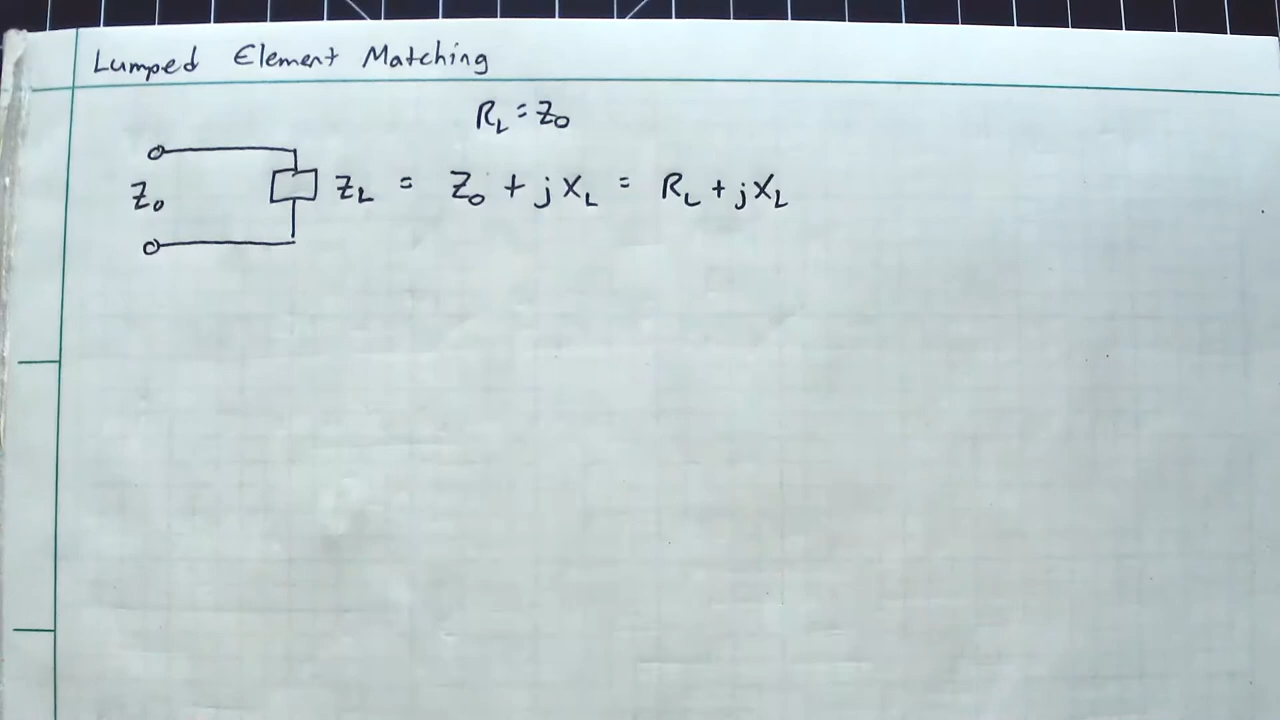 Lumped Element Matching
R_L = Z_0
Z_0
Z_L = Z_0 + j X_L = R_L + j X_L